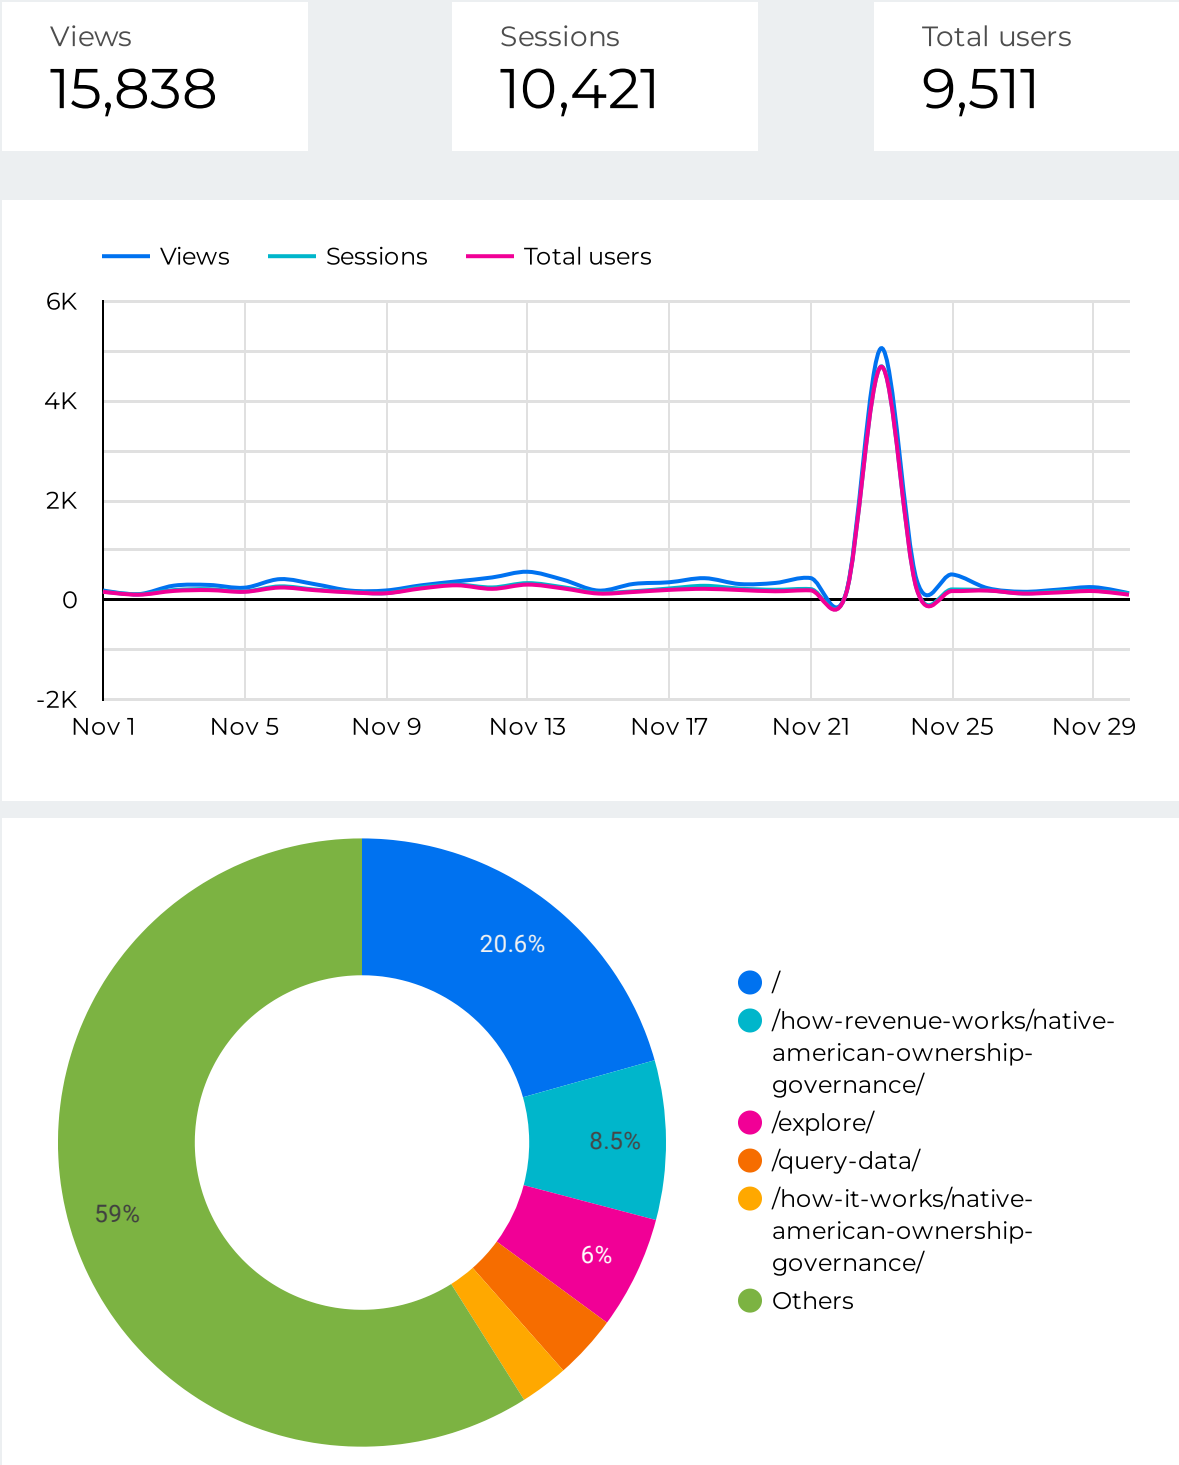 Views
15,838
Sessions
10,421
Total users
9,511
Views
Sessions
Total users
6K
4K
2K
0
-2K
Nov 1
Nov 5
Nov 9
Nov 13
Nov 17
Nov 21
Nov 25
Nov 29
20.6%
8.5%
6%
59%
/
/how-revenue-works/native-
american-ownership-
governance/
/explore/
/query-data/
/how-it-works/native-
american-ownership-
governance/
Others